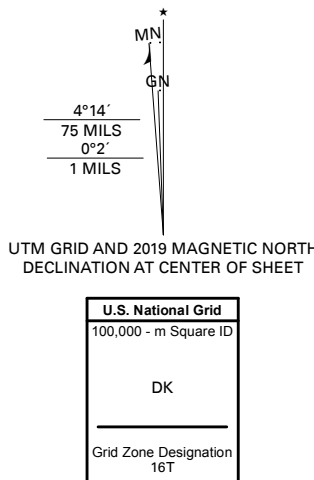 ★
MN
GN
4°14´
75 MILS
0°2´
1 MILS
UTM GRID AND 2019 MAGNETIC NORTH
DECLINATION AT CENTER OF SHEET
U.S. National Grid
100,000 - m Square ID
DK
Grid Zone Designation
16T